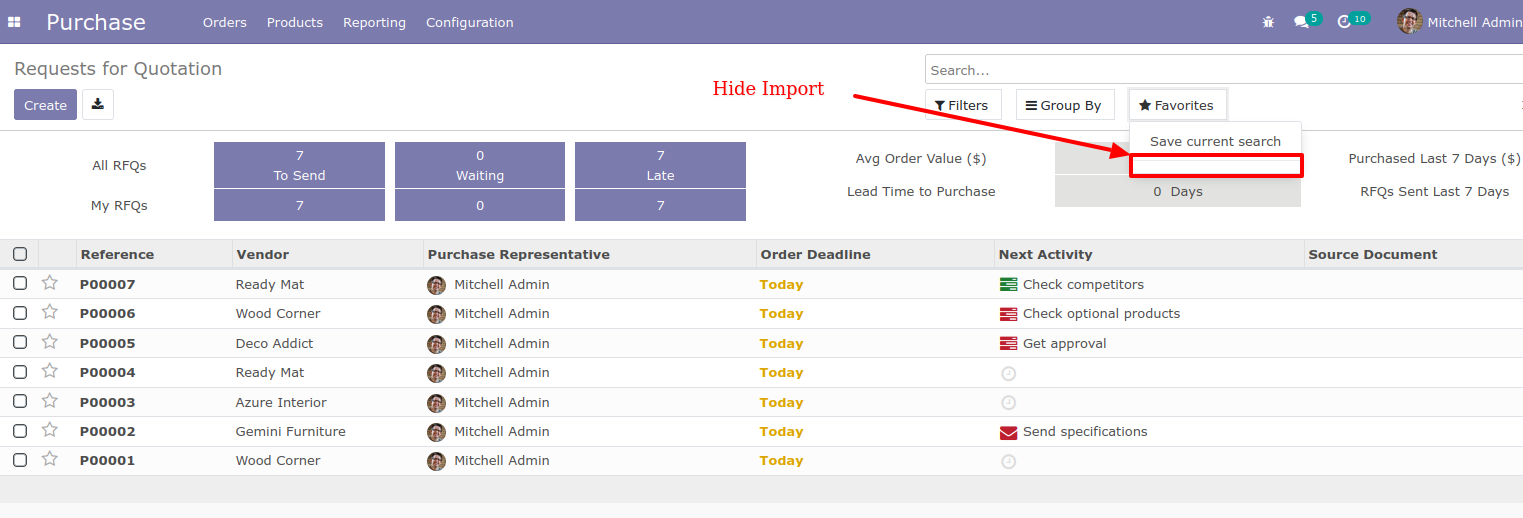 Purchase Orders Products Reporting Configuration 5 10 Mitchell Admin
Requests for Quotation
Search...
Hide Import
Create
Filters Group By Favorites
Save current search
All RFQs 7 0 7
To Send Waiting Late
My RFQs 7 0 7
Avg Order Value ($) Purchased Last 7 Days ($)
Lead Time to Purchase 0 Days RFQs Sent Last 7 Days
Reference Vendor Purchase Representative Order Deadline Next Activity Source Document
P00007 Ready Mat Mitchell Admin Today Check competitors
P00006 Wood Corner Mitchell Admin Today Check optional products
P00005 Deco Addict Mitchell Admin Today Get approval
P00004 Ready Mat Mitchell Admin Today
P00003 Azure Interior Mitchell Admin Today
P00002 Gemini Furniture Mitchell Admin Today Send specifications
P00001 Wood Corner Mitchell Admin Today